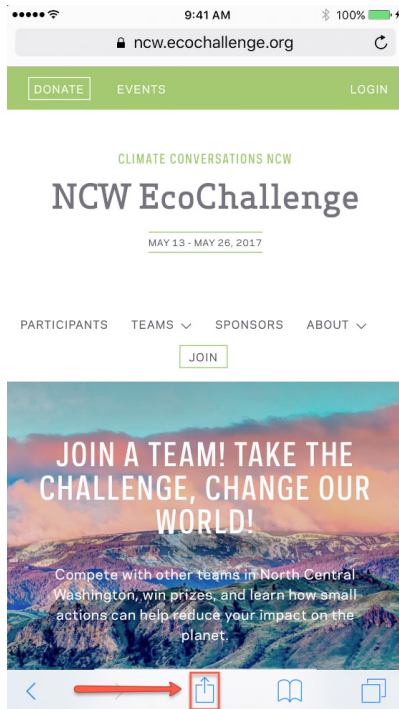 9:41 AM 100%
ncw.ecochallenge.org
DONATE EVENTS LOGIN
CLIMATE CONVERSATIONS NCW
NCW EcoChallenge
MAY 13 - MAY 26, 2017
PARTICIPANTS TEAMS SPONSORS ABOUT
JOIN
JOIN A TEAM! TAKE THE
CHALLENGE, CHANGE OUR
WORLD!
Compete with other teams in North Central
Washington, win prizes, and learn how small
actions can help reduce your impact on the
planet.